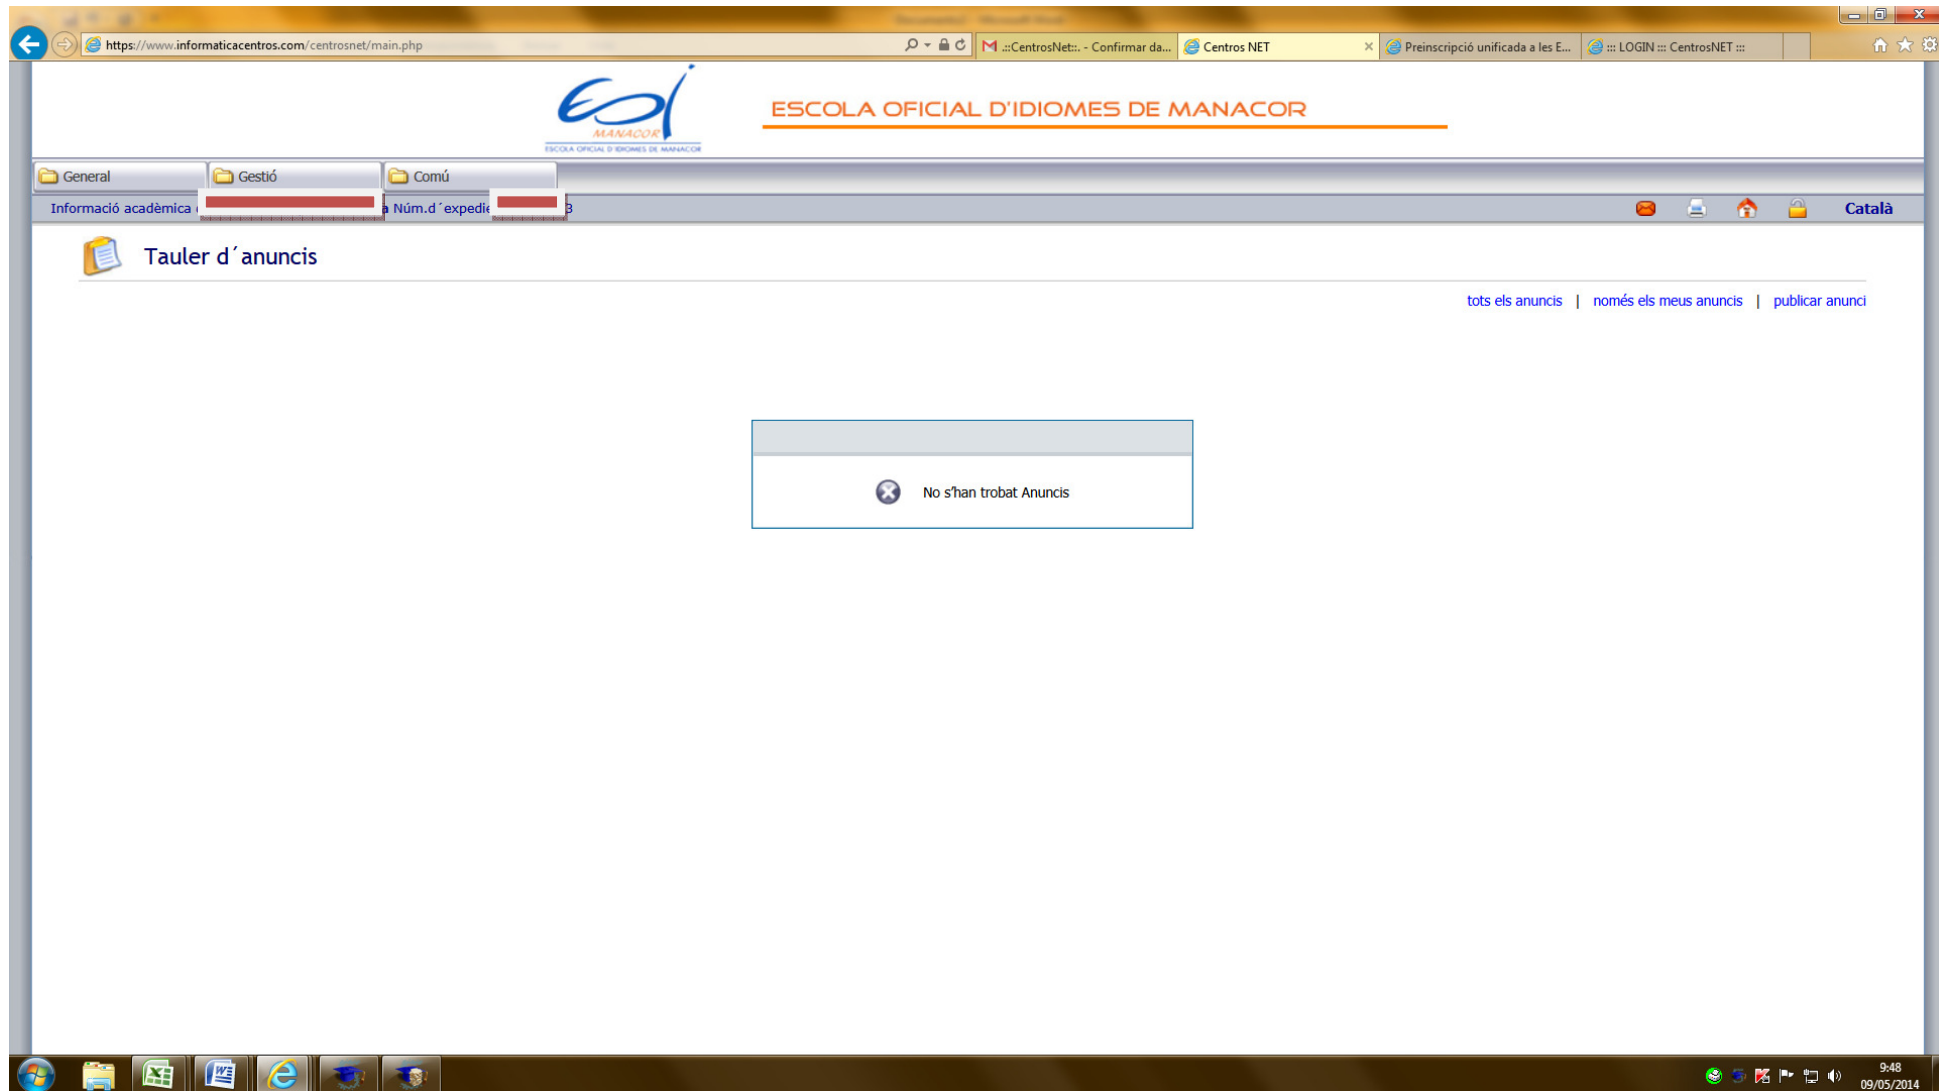 https://www.informaticacentros.com/centrosnet/main.php
.::CentrosNet::. - Confirmar da...
Centros NET
Preinscripció unificada a les E...
::: LOGIN ::: CentrosNET :::
EOI
MANACOR
ESCOLA OFICIAL D'IDIOMES DE MANACOR
ESCOLA OFICIAL D'IDIOMES DE MANACOR
General
Gestió
Comú
Informació acadèmica
a Núm.d´expedie
3
Català
Tauler d´anuncis
tots els anuncis | només els meus anuncis | publicar anunci
No s'han trobat Anuncis
9:48
09/05/2014